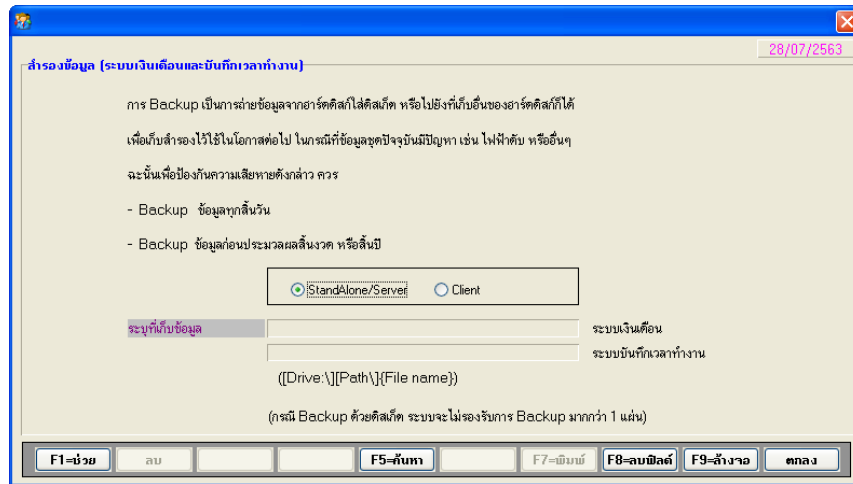 28/07/2563
สำรองข้อมูล (ระบบเงินเดือนและบันทึกเวลาทำงาน)
การ Backup เป็นการถ่ายข้อมูลจากฮาร์ดดิสก์ใส่ดิสเก็ต หรือไปยังที่เก็บอื่นของฮาร์ดดิสก์ก็ได้
เพื่อเก็บสำรองไว้ใช้ในโอกาสต่อไป ในกรณีที่ข้อมูลชุดปัจจุบันมีปัญหา เช่น ไฟฟ้าดับ หรืออื่นๆ
ฉะนั้นเพื่อป้องกันความเสียหายดังกล่าว ควร
- Backup ข้อมูลทุกสิ้นวัน
- Backup ข้อมูลก่อนประมวลผลสิ้นงวด หรือสิ้นปี
StandAlone/Server Client
ระบุที่เก็บข้อมูล ระบบเงินเดือน
ระบบบันทึกเวลาทำงาน
([Drive:\][Path\]{File name})
(กรณี Backup ด้วยดิสเก็ต ระบบจะไม่รองรับการ Backup มากกว่า 1 แผ่น)
F1=ช่วย ลบ F5=ค้นหา F7=พิมพ์ F8=ลบฟิลด์ F9=ล้างจอ ตกลง